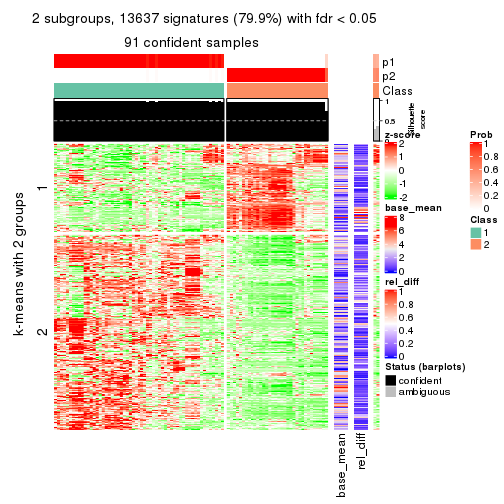 2 subgroups, 13637 signatures (79.9%) with fdr < 0.05
91 confident samples
p1
p2
Class
1
0.5
0
Silhouette
score
k-means with 2 groups
1
2
z-score
2
1
0
-1
-2
base_mean
8
6
4
2
0
rel_diff
1
0.8
0.6
0.4
0.2
0
Status (barplots)
confident
ambiguous
Prob
1
0.8
0.6
0.4
0.2
0
Class
1
2
base_mean
rel_diff